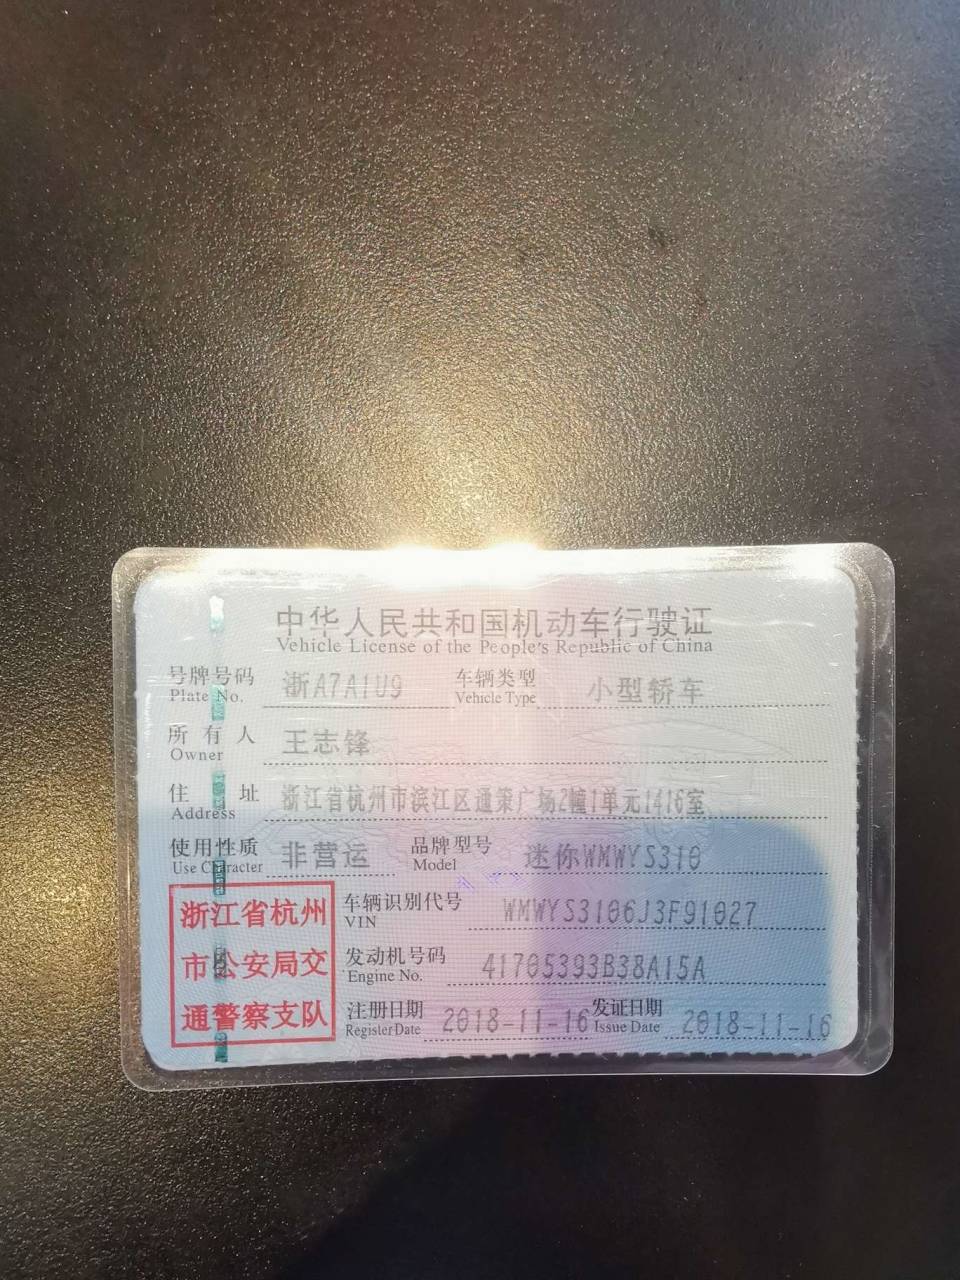 中华人民共和国机动车行驶证
Vehicle License of the People's Republic of China
号牌号码 浙A7A1U9 车辆类型 小型轿车
Plate No. Vehicle Type
所有人 王志锋
Owner
住址 浙江省杭州市滨江区通策广场2幢1单元1416室
Address
使用性质 非营运 品牌型号 迷你WMWYS310
Use Character Model
浙江省杭州
市公安局交
通警察支队
车辆识别代号 WMWYS3106J3F91027
VIN
发动机号码 41705393B38A15A
Engine No.
注册日期 2018-11-16 发证日期 2018-11-16
Register Date Issue Date